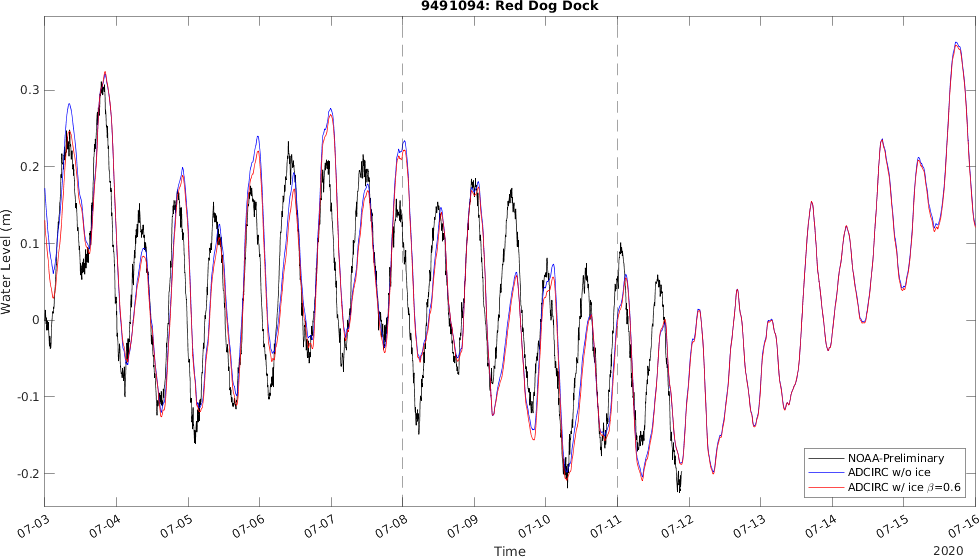 9491094: Red Dog Dock
Water Level (m)
0.3
0.2
0.1
0
-0.1
-0.2
NOAA-Preliminary
ADCIRC w/o ice
ADCIRC w/ ice β=0.6
07-03 07-04 07-05 07-06 07-07 07-08 07-09 07-10 07-11 07-12 07-13 07-14 07-15 07-16
Time
2020